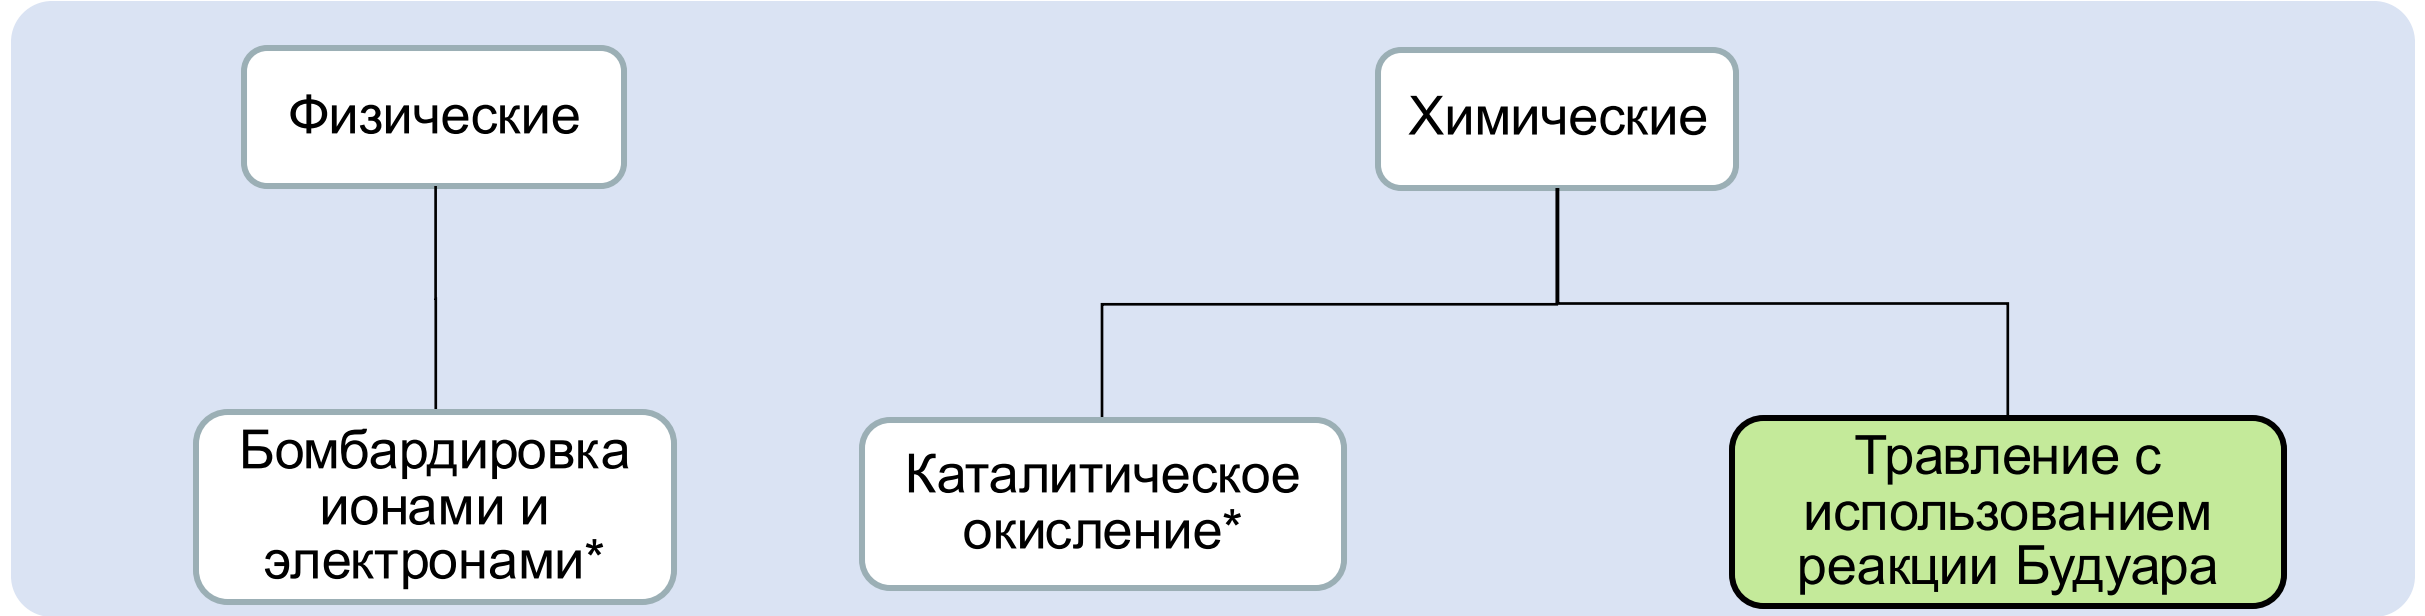 Физические
Химические
Бомбардировка
ионами и
электронами*
Каталитическое
окисление*
Травление с
использованием
реакции Будуара